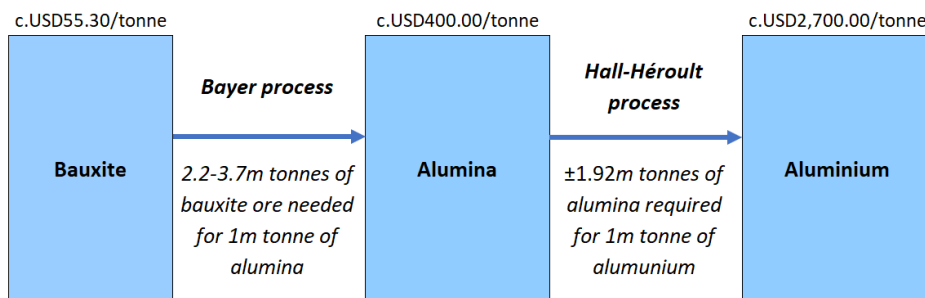 c.USD55.30/tonne
c.USD400.00/tonne
c.USD2,700.00/tonne
Bauxite
Bayer process
2.2-3.7m tonnes of
bauxite ore needed
for 1m tonne of
alumina
Alumina
Hall-Héroult
process
±1.92m tonnes of
alumina required
for 1m tonne of
alumunium
Aluminium